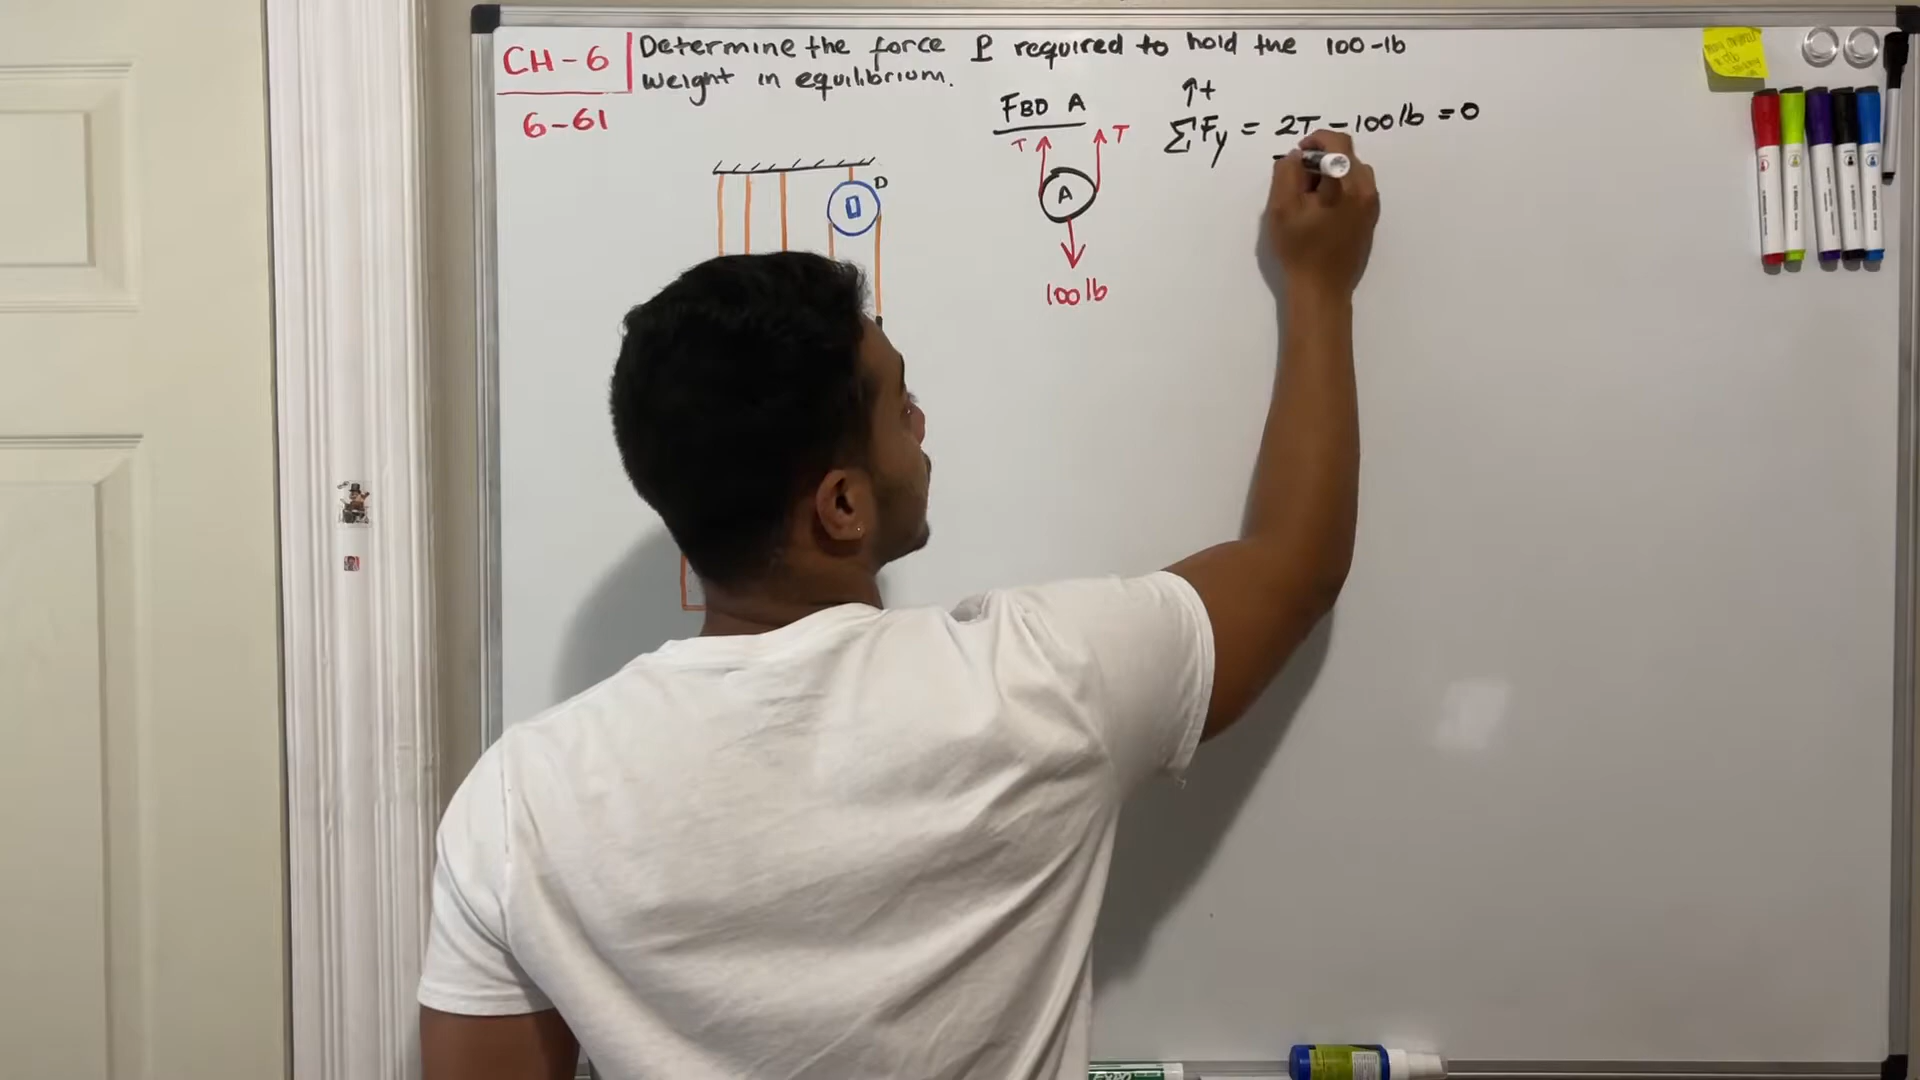 CH-6
6-61
Determine the force P required to hold the 100-lb
weight in equilibrium.
FBD A
T
T
A
100 lb
↑+
ΣFy = 2T - 100 lb = 0
D
EXPO